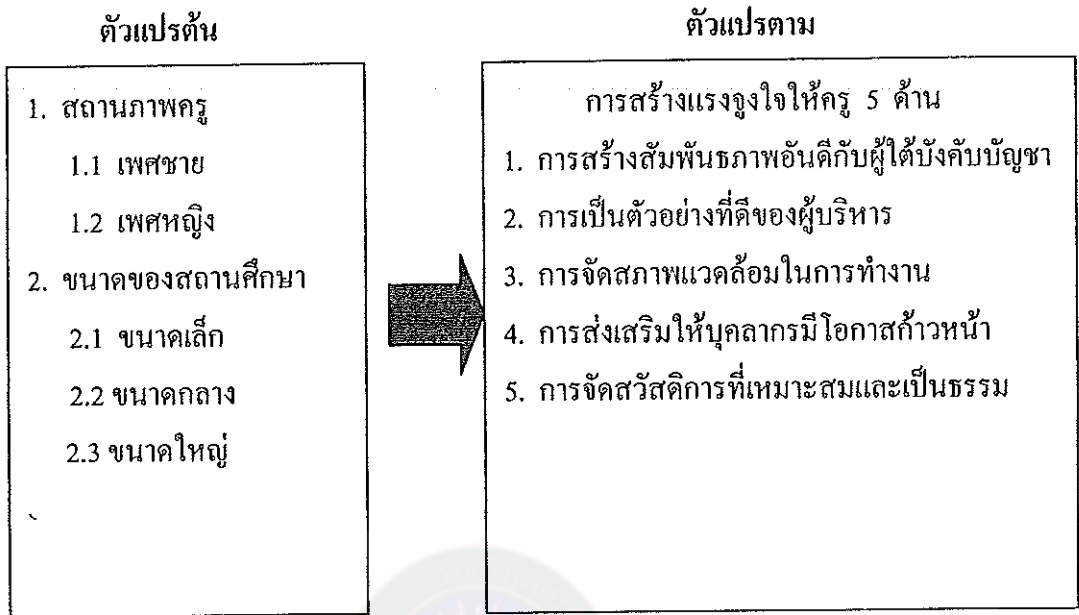 ตัวแปรต้น
1. สถานภาพครู
1.1 เพศชาย
1.2 เพศหญิง
2. ขนาดของสถานศึกษา
2.1 ขนาดเล็ก
2.2 ขนาดกลาง
2.3 ขนาดใหญ่
ตัวแปรตาม
การสร้างแรงจูงใจให้ครู 5 ด้าน
1. การสร้างสัมพันธภาพอันดีกับผู้ใต้บังคับบัญชา
2. การเป็นตัวอย่างที่ดีของผู้บริหาร
3. การจัดสภาพแวดล้อมในการทำงาน
4. การส่งเสริมให้บุคลากรมีโอกาสก้าวหน้า
5. การจัดสวัสดิการที่เหมาะสมและเป็นธรรม